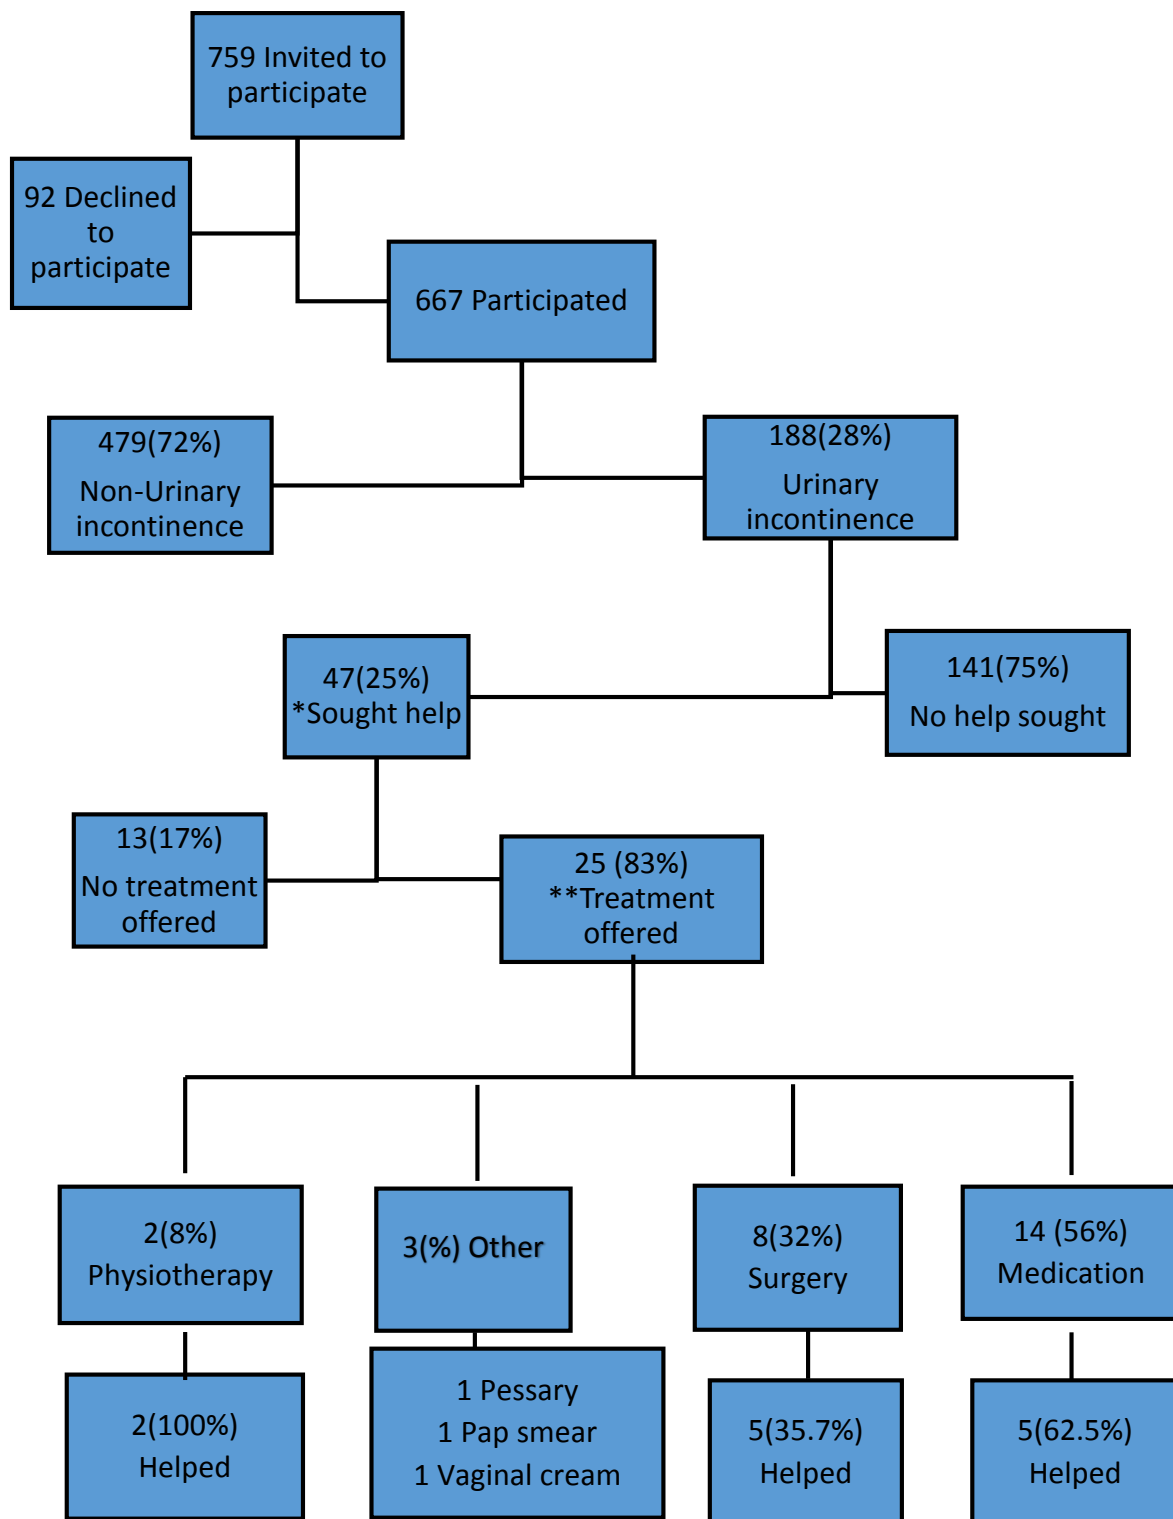 759 Invited to
participate
92 Declined
to
participate
667 Participated
479(72%)
Non-Urinary
incontinence
188(28%)
Urinary
incontinence
47(25%)
*Sought help
141(75%)
No help sought
13(17%)
No treatment
offered
25 (83%)
**Treatment
offered
2(8%)
Physiotherapy
3(%) Other
8(32%)
Surgery
14 (56%)
Medication
2(100%)
Helped
1 Pessary
1 Pap smear
1 Vaginal cream
5(35.7%)
Helped
5(62.5%)
Helped